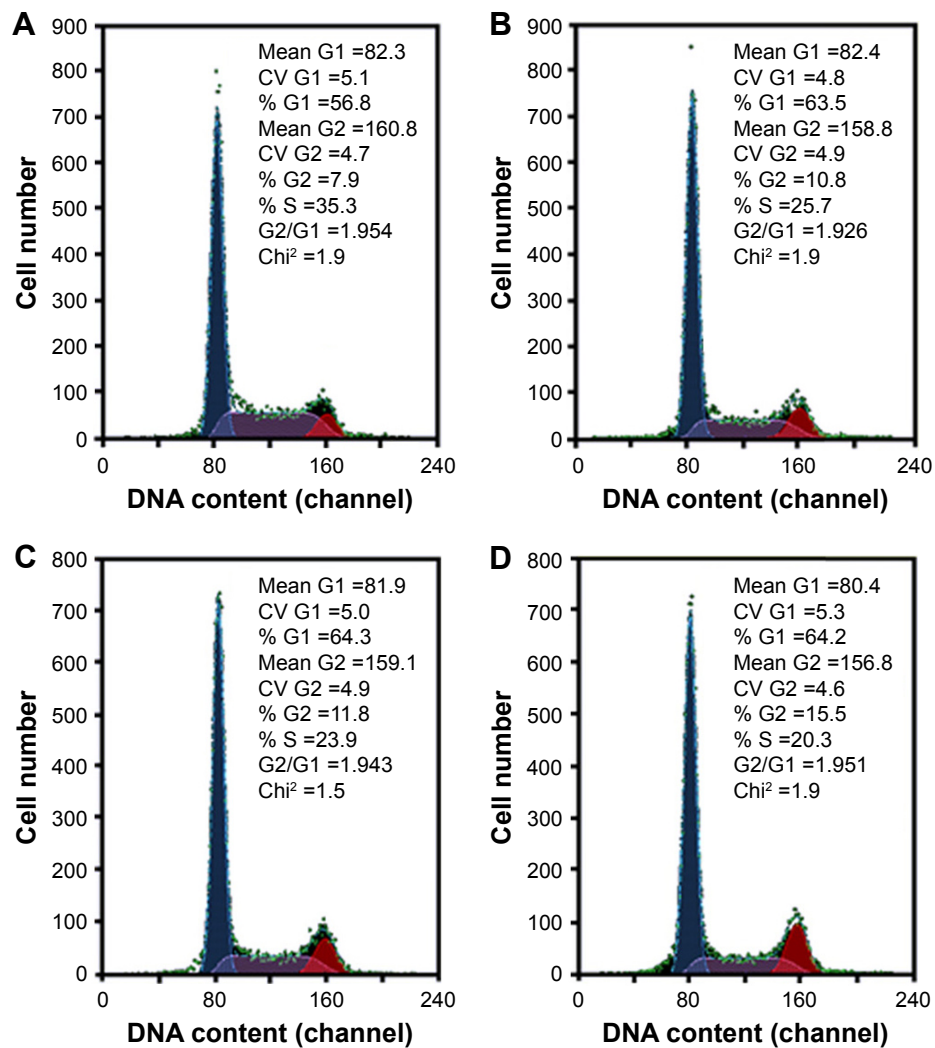 A
900
800
700
600
500
400
300
200
100
0
Cell number
Mean G1 =82.3
CV G1 =5.1
% G1 =56.8
Mean G2 =160.8
CV G2 =4.7
% G2 =7.9
% S =35.3
G2/G1 =1.954
Chi² =1.9
0 80 160 240
DNA content (channel)
B
900
800
700
600
500
400
300
200
100
0
Cell number
Mean G1 =82.4
CV G1 =4.8
% G1 =63.5
Mean G2 =158.8
CV G2 =4.9
% G2 =10.8
% S =25.7
G2/G1 =1.926
Chi² =1.9
0 80 160 240
DNA content (channel)
C
800
700
600
500
400
300
200
100
0
Cell number
Mean G1 =81.9
CV G1 =5.0
% G1 =64.3
Mean G2 =159.1
CV G2 =4.9
% G2 =11.8
% S =23.9
G2/G1 =1.943
Chi² =1.5
0 80 160 240
DNA content (channel)
D
800
700
600
500
400
300
200
100
0
Cell number
Mean G1 =80.4
CV G1 =5.3
% G1 =64.2
Mean G2 =156.8
CV G2 =4.6
% G2 =15.5
% S =20.3
G2/G1 =1.951
Chi² =1.9
0 80 160 240
DNA content (channel)